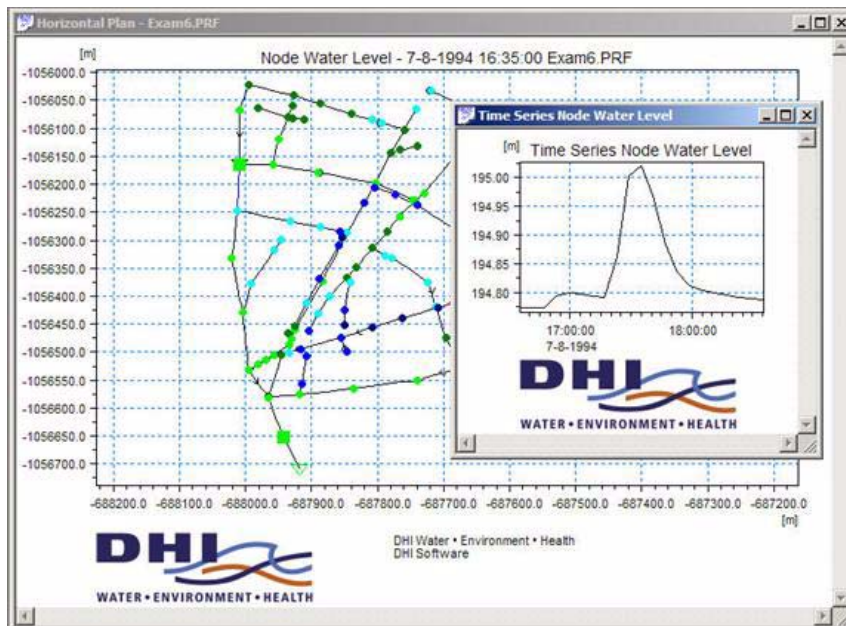 Horizontal Plan - Exam6.PRF
[m]
Node Water Level - 7-8-1994 16:35:00 Exam6.PRF
-1056000.0
-1056050.0
-1056100.0
-1056150.0
-1056200.0
-1056250.0
-1056300.0
-1056350.0
-1056400.0
-1056450.0
-1056500.0
-1056550.0
-1056600.0
-1056650.0
-1056700.0
-688200.0 -688100.0 -688000.0 -687900.0 -687800.0 -687700.0 -687600.0 -687500.0 -687400.0 -687300.0 -687200.0
[m]
Time Series Node Water Level
[m]
Time Series Node Water Level
195.00
194.95
194.90
194.85
194.80
17:00:00 18:00:00
7-8-1994
DHI
WATER • ENVIRONMENT • HEALTH
DHI
WATER • ENVIRONMENT • HEALTH
DHI Water • Environment • Health
DHI Software